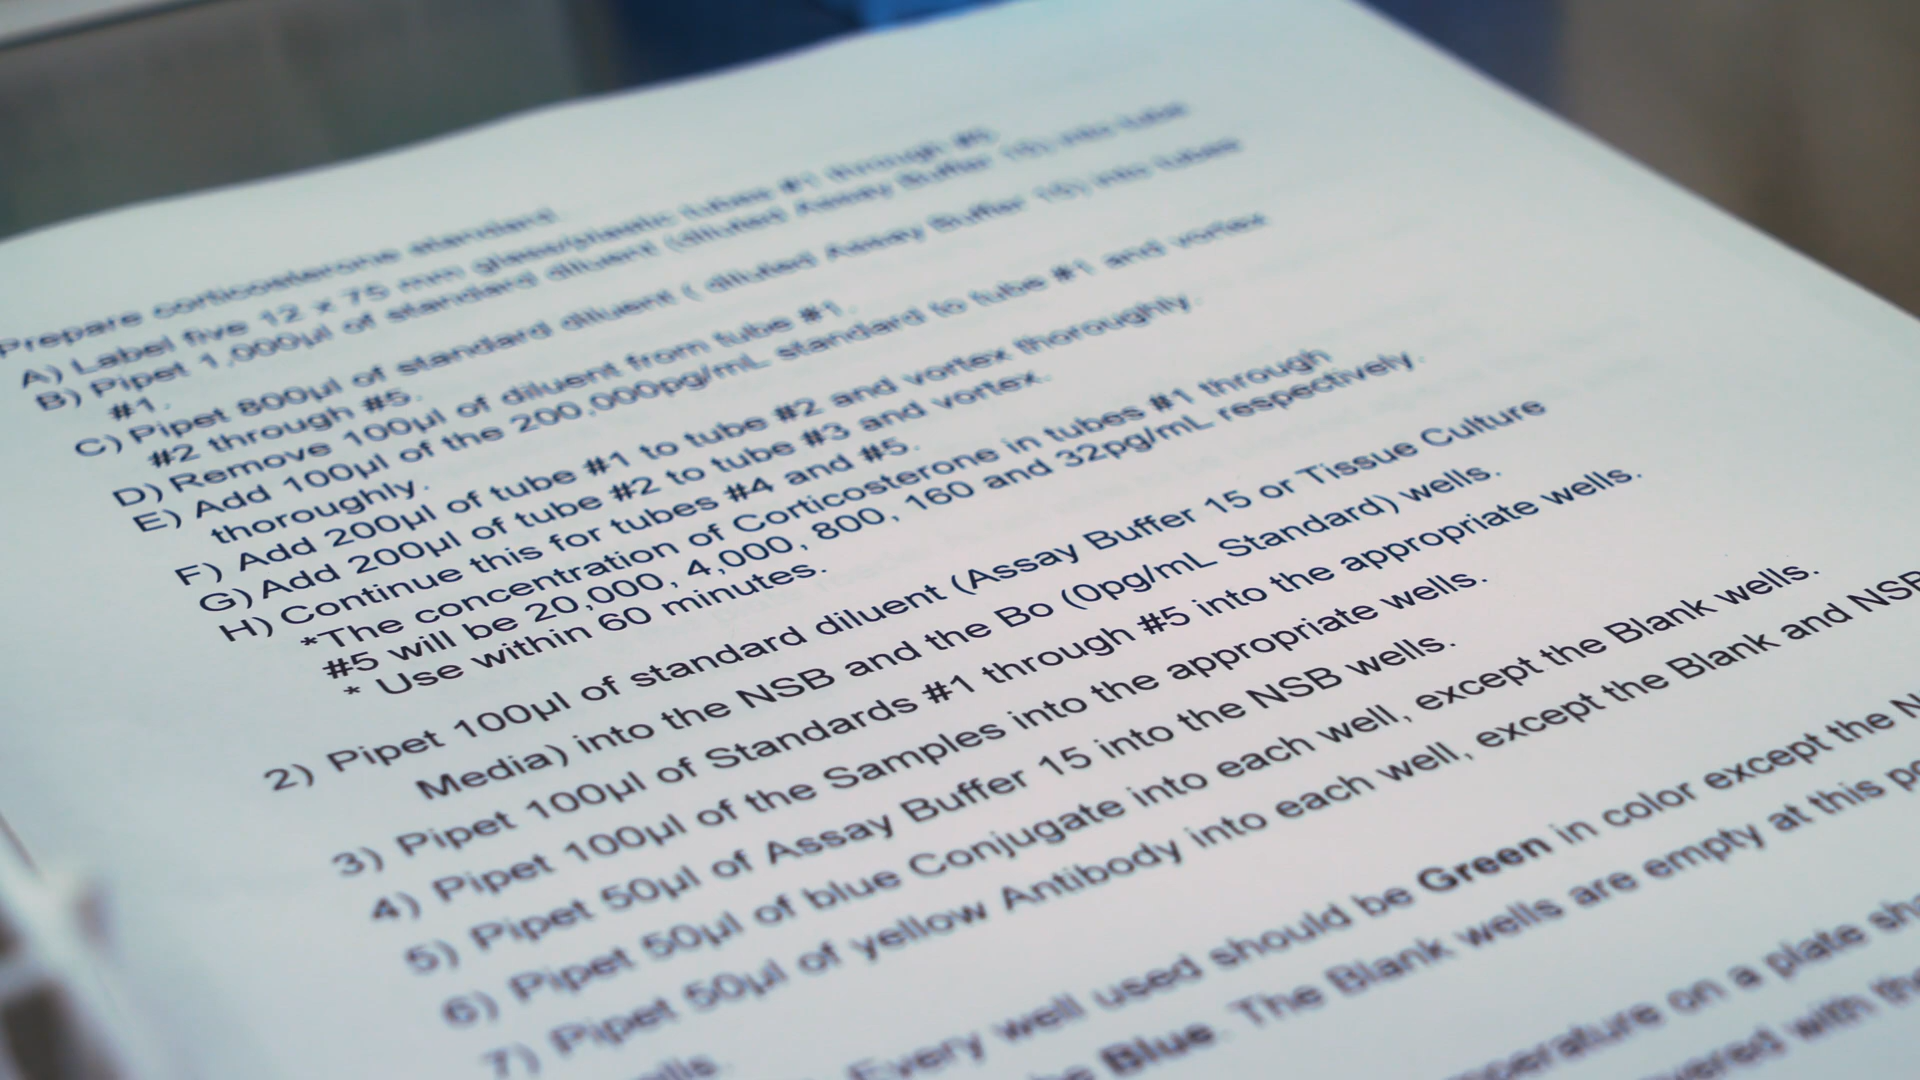 Prepare corticosterone standard.
A) Label five 12 x 75 mm glass/plastic tubes #1 through #5.
B) Pipet 1,000µl of standard diluent (diluted Assay Buffer 15) into tube
#1.
C) Pipet 800µl of standard diluent ( diluted Assay Buffer 15) into tubes
#2 through #5.
D) Remove 100µl of diluent from tube #1.
E) Add 100µl of the 200,000pg/mL standard to tube #1 and vortex
thoroughly.
F) Add 200µl of tube #1 to tube #2 and vortex thoroughly.
G) Add 200µl of tube #2 to tube #3 and vortex.
H) Continue this for tubes #4 and #5.
*The concentration of Corticosterone in tubes #1 through
#5 will be 20,000, 4,000, 800, 160 and 32pg/mL respectively.
* Use within 60 minutes.
2) Pipet 100µl of standard diluent (Assay Buffer 15 or Tissue Culture
Media) into the NSB and the Bo (0pg/mL Standard) wells.
3) Pipet 100µl of Standards #1 through #5 into the appropriate wells.
4) Pipet 100µl of the Samples into the appropriate wells.
5) Pipet 50µl of Assay Buffer 15 into the NSB wells.
6) Pipet 50µl of blue Conjugate into each well, except the Blank wells.
7) Pipet 50µl of yellow Antibody into each well, except the Blank and NSB
Every well used should be Green in color except the
Blue. The Blank wells are empty at this
on a plate
with